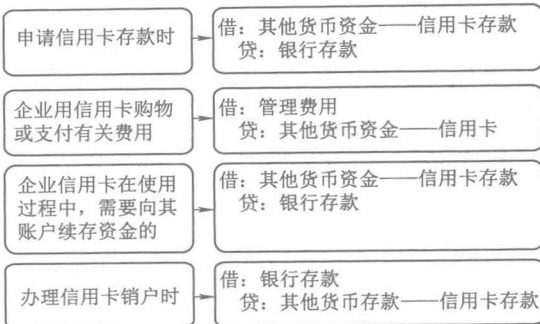 申请信用卡存款时
借：其他货币资金——信用卡存款
贷：银行存款
企业用信用卡购物
或支付有关费用
借：管理费用
贷：其他货币资金——信用卡
企业信用卡在使用
过程中，需要向其
账户续存资金的
借：其他货币资金——信用卡存款
贷：银行存款
办理信用卡销户时
借：银行存款
贷：其他货币存款——信用卡存款